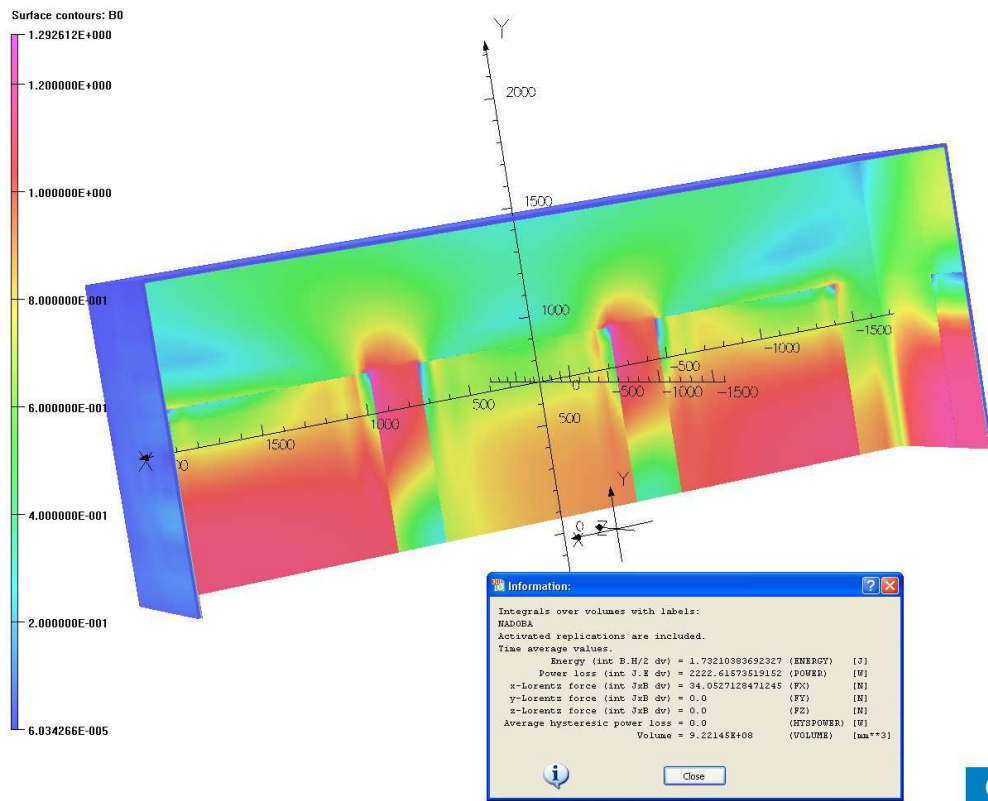 Surface contours: B0
1.292612E+000
1.200000E+000
1.000000E+000
8.000000E-001
6.000000E-001
4.000000E-001
2.000000E-001
6.034266E-005
Y
2000
1500
1000
500
0
500
1000
1500
X
-500
-1000
-1500
-500
-1000
-1500
Y
0
Z
X
Information:
Integrals over volumes with labels:
NADOBA
Activated replications are included.
Time average values.
Energy (int B.H/2 dv) = 1.73210383692327 (ENERGY) [J]
Power loss (int J.E dv) = 2222.61573519152 (POWER) [W]
x-Lorentz force (int JxB dv) = 34.0527128471245 (FX) [N]
y-Lorentz force (int JxB dv) = 0.0 (FY) [N]
z-Lorentz force (int JxB dv) = 0.0 (FZ) [N]
Average hysteresic power loss = 0.0 (HYSPOWER) [W]
Volume = 9.22145E+08 (VOLUME) [mm**3]
Close